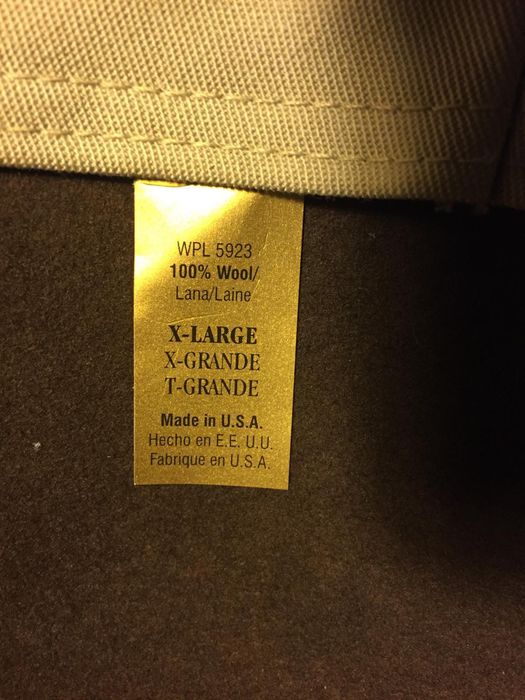 WPL 5923
100% Wool/
Lana/Laine
X-LARGE
X-GRANDE
T-GRANDE
Made in U.S.A.
Hecho en E.E. U.U.
Fabrique en U.S.A.